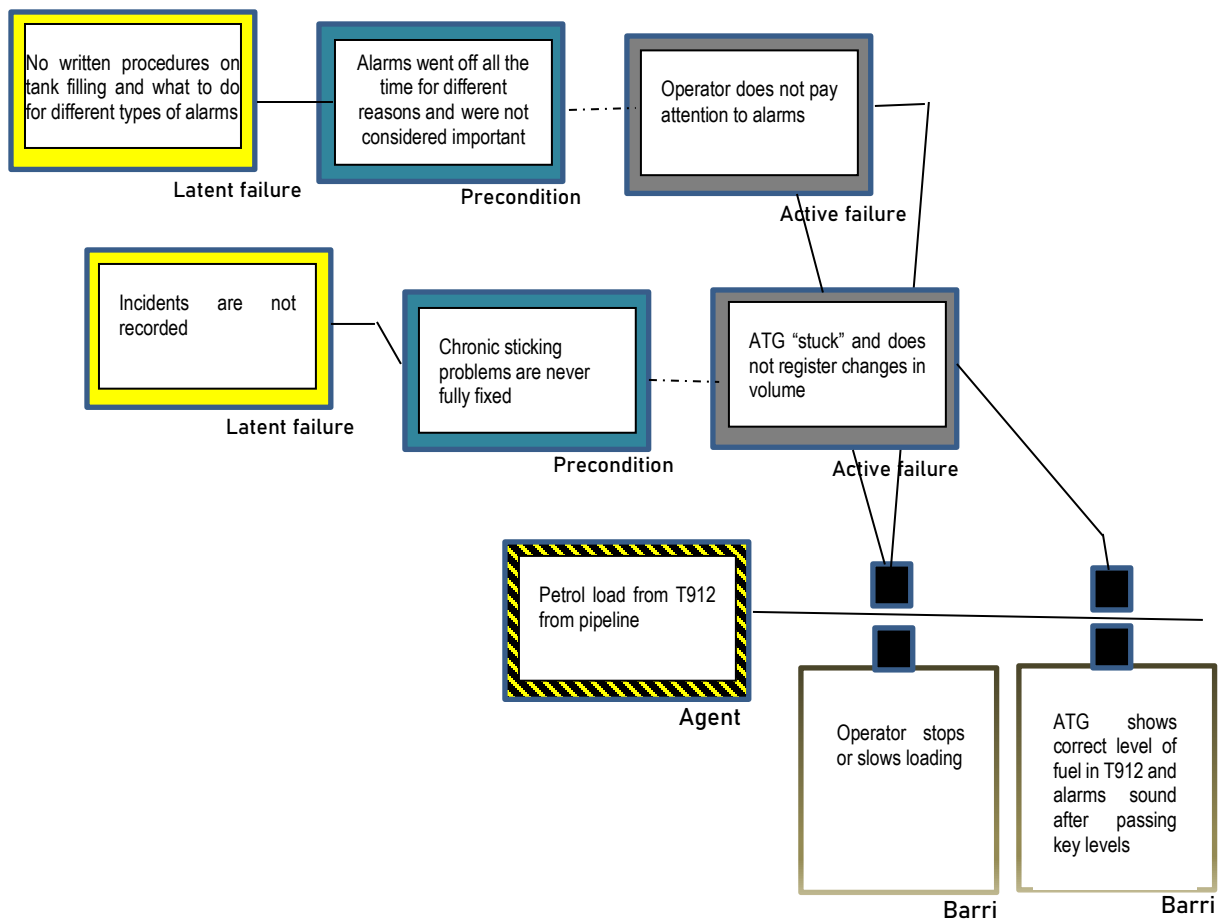 No written procedures on
tank filling and what to do
for different types of alarms
Latent failure
Alarms went off all the
time for different
reasons and were not
considered important
Precondition
Operator does not pay
attention to alarms
Active failure
Incidents are not
recorded
Latent failure
Chronic sticking
problems are never
fully fixed
Precondition
ATG “stuck” and does
not register changes in
volume
Active failure
Petrol load from T912
from pipeline
Agent
Operator stops
or slows loading
Barri
ATG shows
correct level of
fuel in T912 and
alarms sound
after passing
key levels
Barri